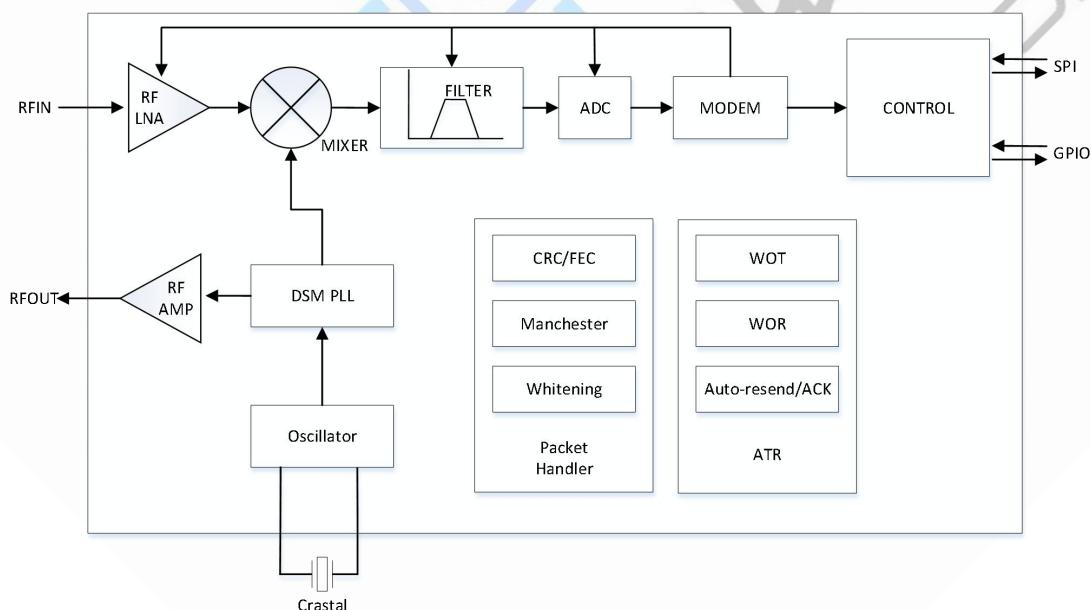 RFIN
RF
LNA
MIXER
FILTER
ADC
MODEM
CONTROL
SPI
GPIO
RFOUT
RF
AMP
DSM PLL
Oscillator
Crastal
CRC/FEC
Manchester
Whitening
Packet
Handler
WOT
WOR
Auto-resend/ACK
ATR